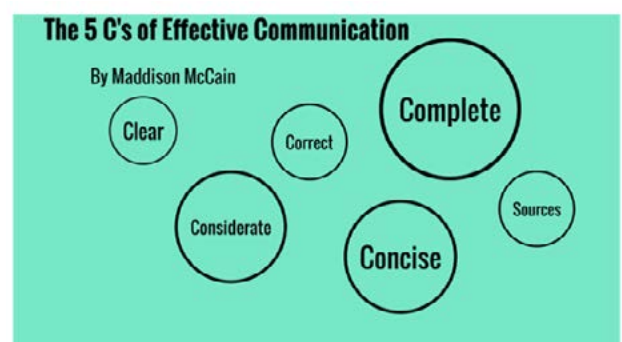 The 5 C's of Effective Communication
By Maddison McCain
Clear
Correct
Complete
Considerate
Concise
Sources